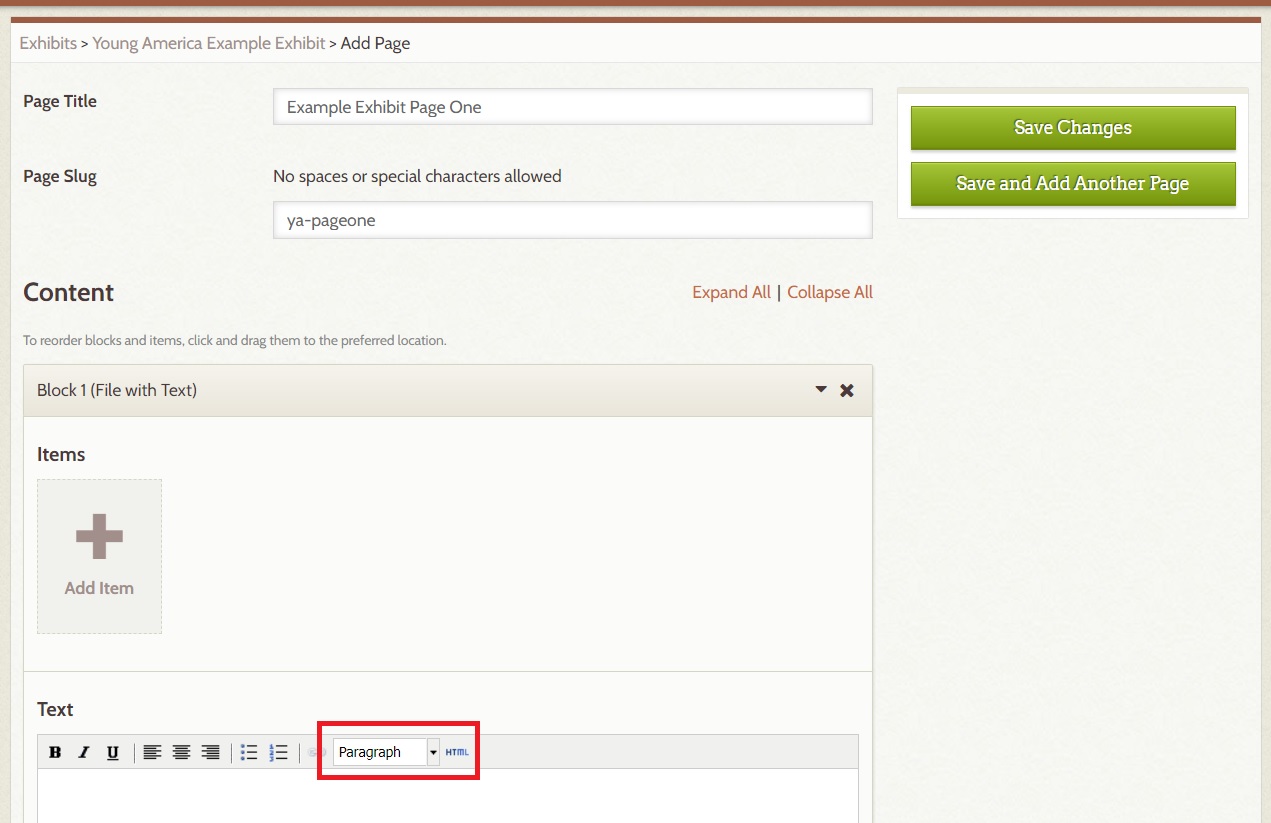 Exhibits > Young America Example Exhibit > Add Page
Page Title
Example Exhibit Page One
Save Changes
Page Slug
No spaces or special characters allowed
Save and Add Another Page
ya-pageone
Content
Expand All | Collapse All
To reorder blocks and items, click and drag them to the preferred location.
Block 1 (File with Text)
Items
Add Item
Text
B I U Paragraph HTML